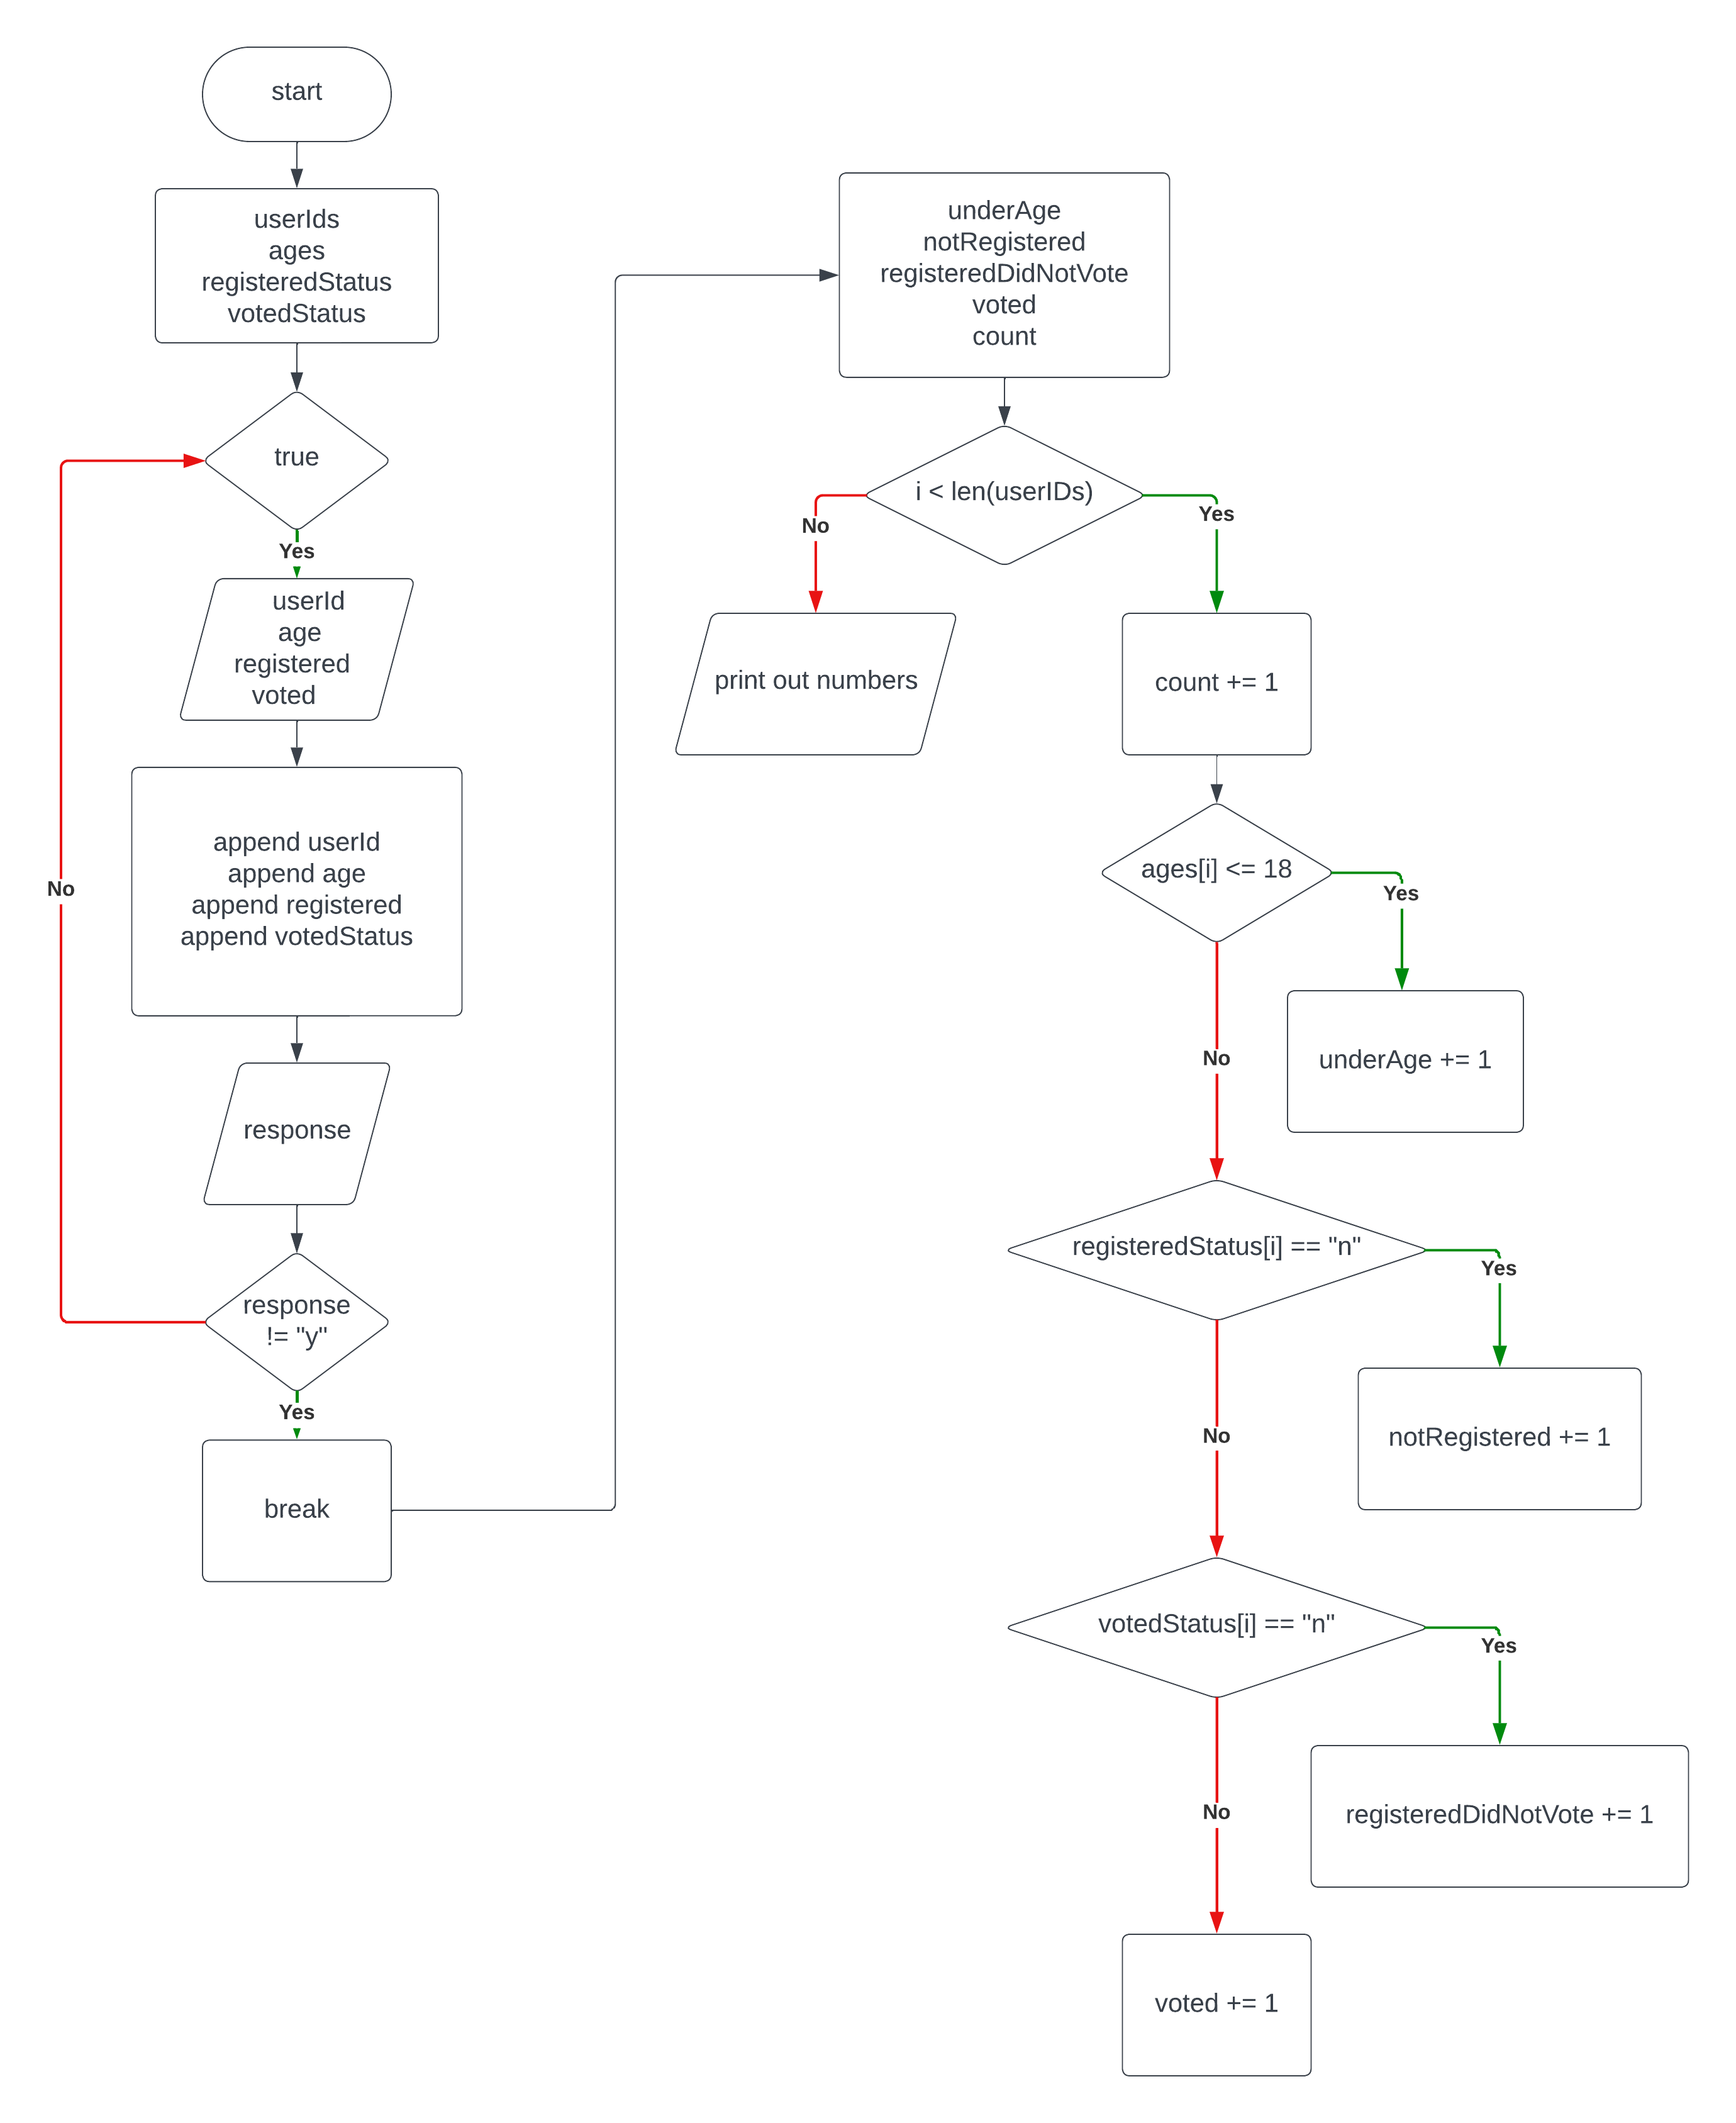 start
userIds
ages
registeredStatus
votedStatus
true
Yes
userId
age
registered
voted
append userId
append age
append registered
append votedStatus
No
response
response
!= "y"
Yes
break
underAge
notRegistered
registeredDidNotVote
voted
count
i < len(userIDs)
No
Yes
print out numbers
count += 1
ages[i] <= 18
Yes
No
underAge += 1
registeredStatus[i] == "n"
Yes
No
notRegistered += 1
votedStatus[i] == "n"
Yes
No
registeredDidNotVote += 1
voted += 1